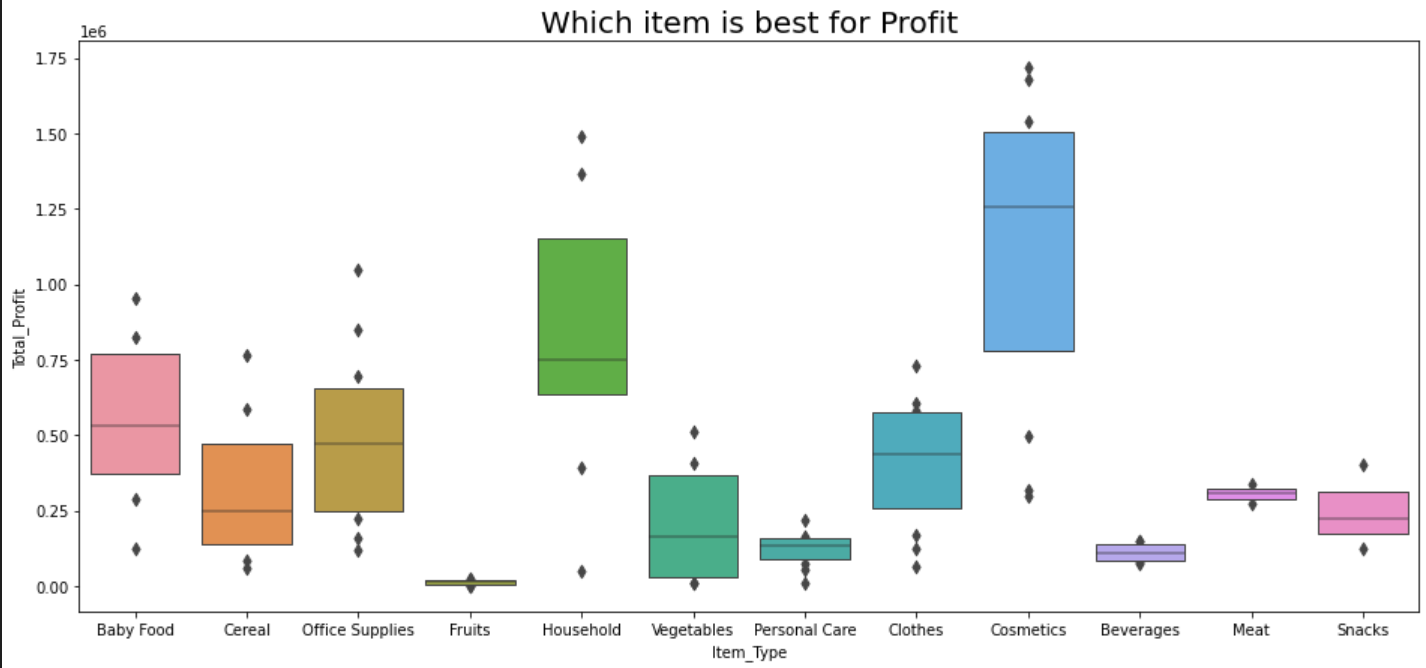 Which item is best for Profit
1e6
1.75
1.50
1.25
1.00
0.75
0.50
0.25
0.00
Total_Profit
Baby Food Cereal Office Supplies Fruits Household Vegetables Personal Care Clothes Cosmetics Beverages Meat Snacks
Item_Type